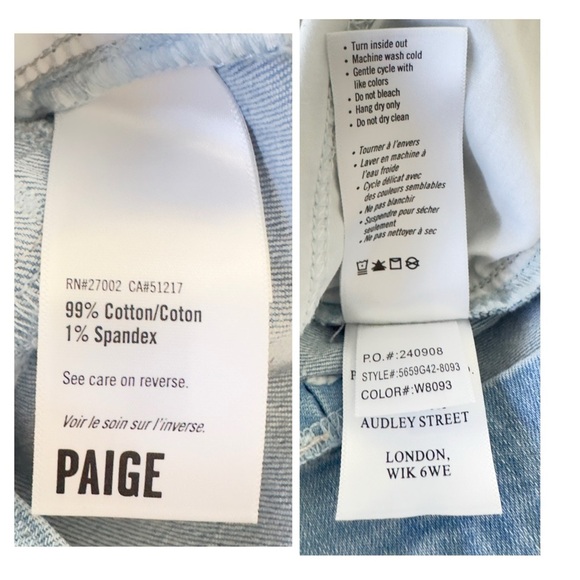 RN#27002 CA#51217
99% Cotton/Coton
1% Spandex
See care on reverse.
Voir le soin sur l'inverse.
PAIGE
• Turn inside out
• Machine wash cold
• Gentle cycle with
like colors
• Do not bleach
• Hang dry only
• Do not dry clean
• Tourner à l'envers
• Laver en machine à
l'eau froide
• Cycle délicat avec
des couleurs semblables
• Ne pas blanchir
• Suspendre pour sécher
seulement
• Ne pas nettoyer à sec
P.O.#:240908
STYLE#:5659G42-8093
COLOR#:W8093
AUDLEY STREET
LONDON,
WIK 6WE